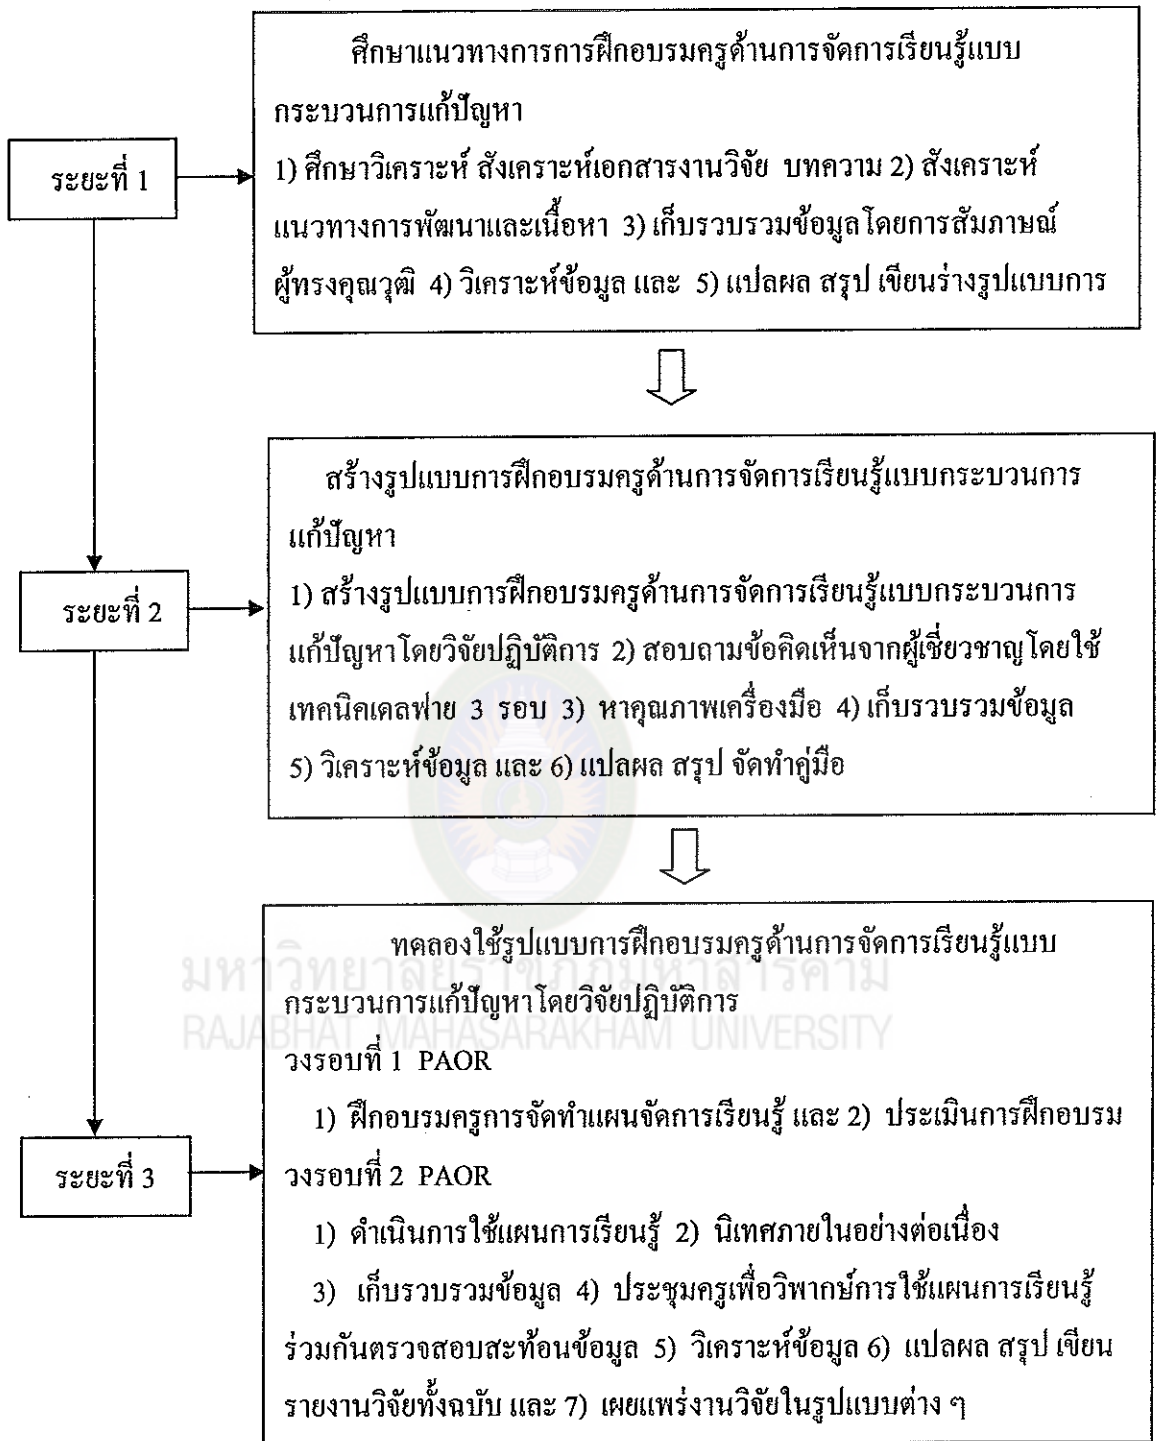 ศึกษาแนวทางการการฝึกอบรมครูด้านการจัดการเรียนรู้แบบ
กระบวนการแก้ปัญหา
ระยะที่ 1
1) ศึกษาวิเคราะห์ สังเคราะห์เอกสารงานวิจัย บทความ 2) สังเคราะห์
แนวทางการพัฒนาและเนื้อหา 3) เก็บรวบรวมข้อมูลโดยการสัมภาษณ์
ผู้ทรงคุณวุฒิ 4) วิเคราะห์ข้อมูล และ 5) แปลผล สรุป เขียนร่างรูปแบบการ
สร้างรูปแบบการฝึกอบรมครูด้านการจัดการเรียนรู้แบบกระบวนการ
แก้ปัญหา
ระยะที่ 2
1) สร้างรูปแบบการฝึกอบรมครูด้านการจัดการเรียนรู้แบบกระบวนการ
แก้ปัญหาโดยวิจัยปฏิบัติการ 2) สอบถามข้อคิดเห็นจากผู้เชี่ยวชาญโดยใช้
เทคนิคเดลฟาย 3 รอบ 3) หาคุณภาพเครื่องมือ 4) เก็บรวบรวมข้อมูล
5) วิเคราะห์ข้อมูล และ 6) แปลผล สรุป จัดทำคู่มือ
ทดลองใช้รูปแบบการฝึกอบรมครูด้านการจัดการเรียนรู้แบบ
มหาวิทยาลัยราชภัฏมหาสารคาม
กระบวนการแก้ปัญหาโดยวิจัยปฏิบัติการ
RAJABHAT MAHASARAKHAM UNIVERSITY
วงรอบที่ 1 PAOR
1) ฝึกอบรมครูการจัดทำแผนจัดการเรียนรู้ และ 2) ประเมินการฝึกอบรม
ระยะที่ 3
วงรอบที่ 2 PAOR
1) ดำเนินการใช้แผนการเรียนรู้ 2) นิเทศภายในอย่างต่อเนื่อง
3) เก็บรวบรวมข้อมูล 4) ประชุมครูเพื่อวิพากษ์การใช้แผนการเรียนรู้
ร่วมกันตรวจสอบสะท้อนข้อมูล 5) วิเคราะห์ข้อมูล 6) แปลผล สรุป เขียน
รายงานวิจัยทั้งฉบับ และ 7) เผยแพร่งานวิจัยในรูปแบบต่าง ๆ